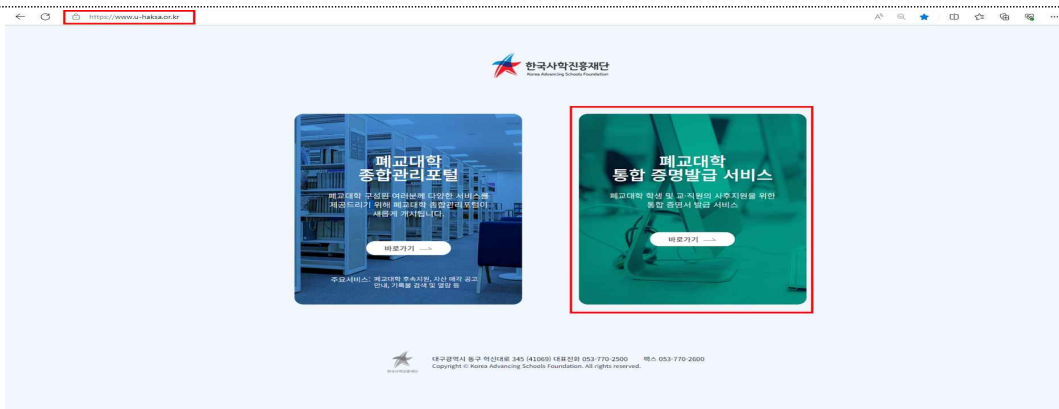 https://www.u-haksa.or.kr
한국사학진흥재단
Korea Advancing Schools Foundation
폐교대학
종합관리포털
폐교대학 구성원 여러분께 다양한 서비스를
제공드리기 위해 폐교대학 종합관리포털이
새롭게 개시됩니다.
바로가기
주요서비스: 폐교대학 후속지원, 자산 매각 공고
안내, 기록물 검색 및 열람 등
폐교대학
통합 증명발급 서비스
폐교대학 학생 및 교·직원의 사후지원을 위한
통합 증명서 발급 서비스
바로가기
대구광역시 동구 혁신대로 345 (41069) 대표전화 053-770-2500 팩스 053-770-2600
Copyright © Korea Advancing Schools Foundation. All rights reserved.